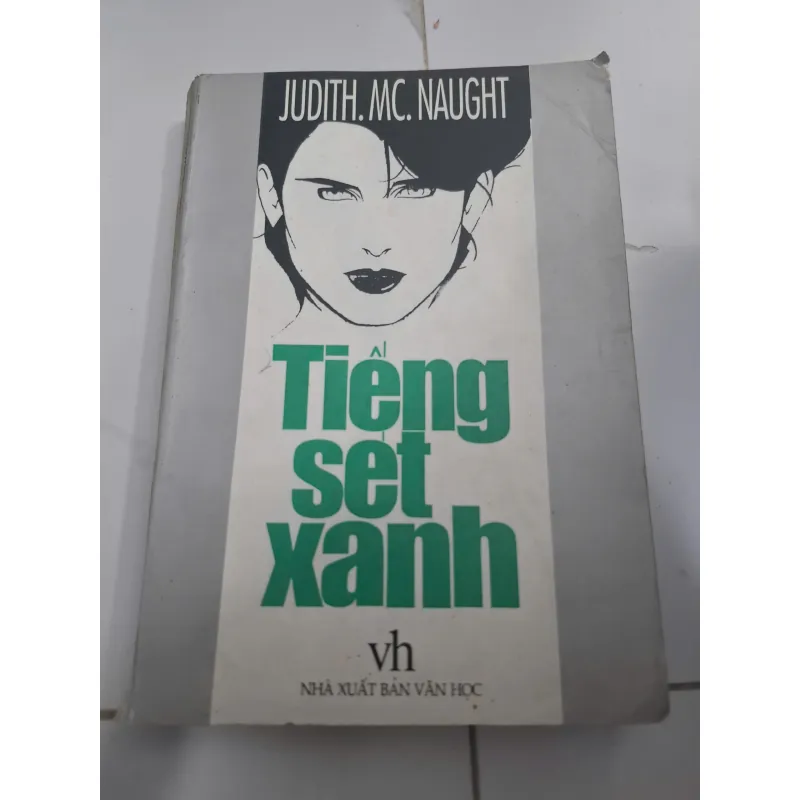 JUDITH. MC. NAUGHT
Tiếng
sét
xanh
vh
NHÀ XUẤT BẢN VĂN HỌC